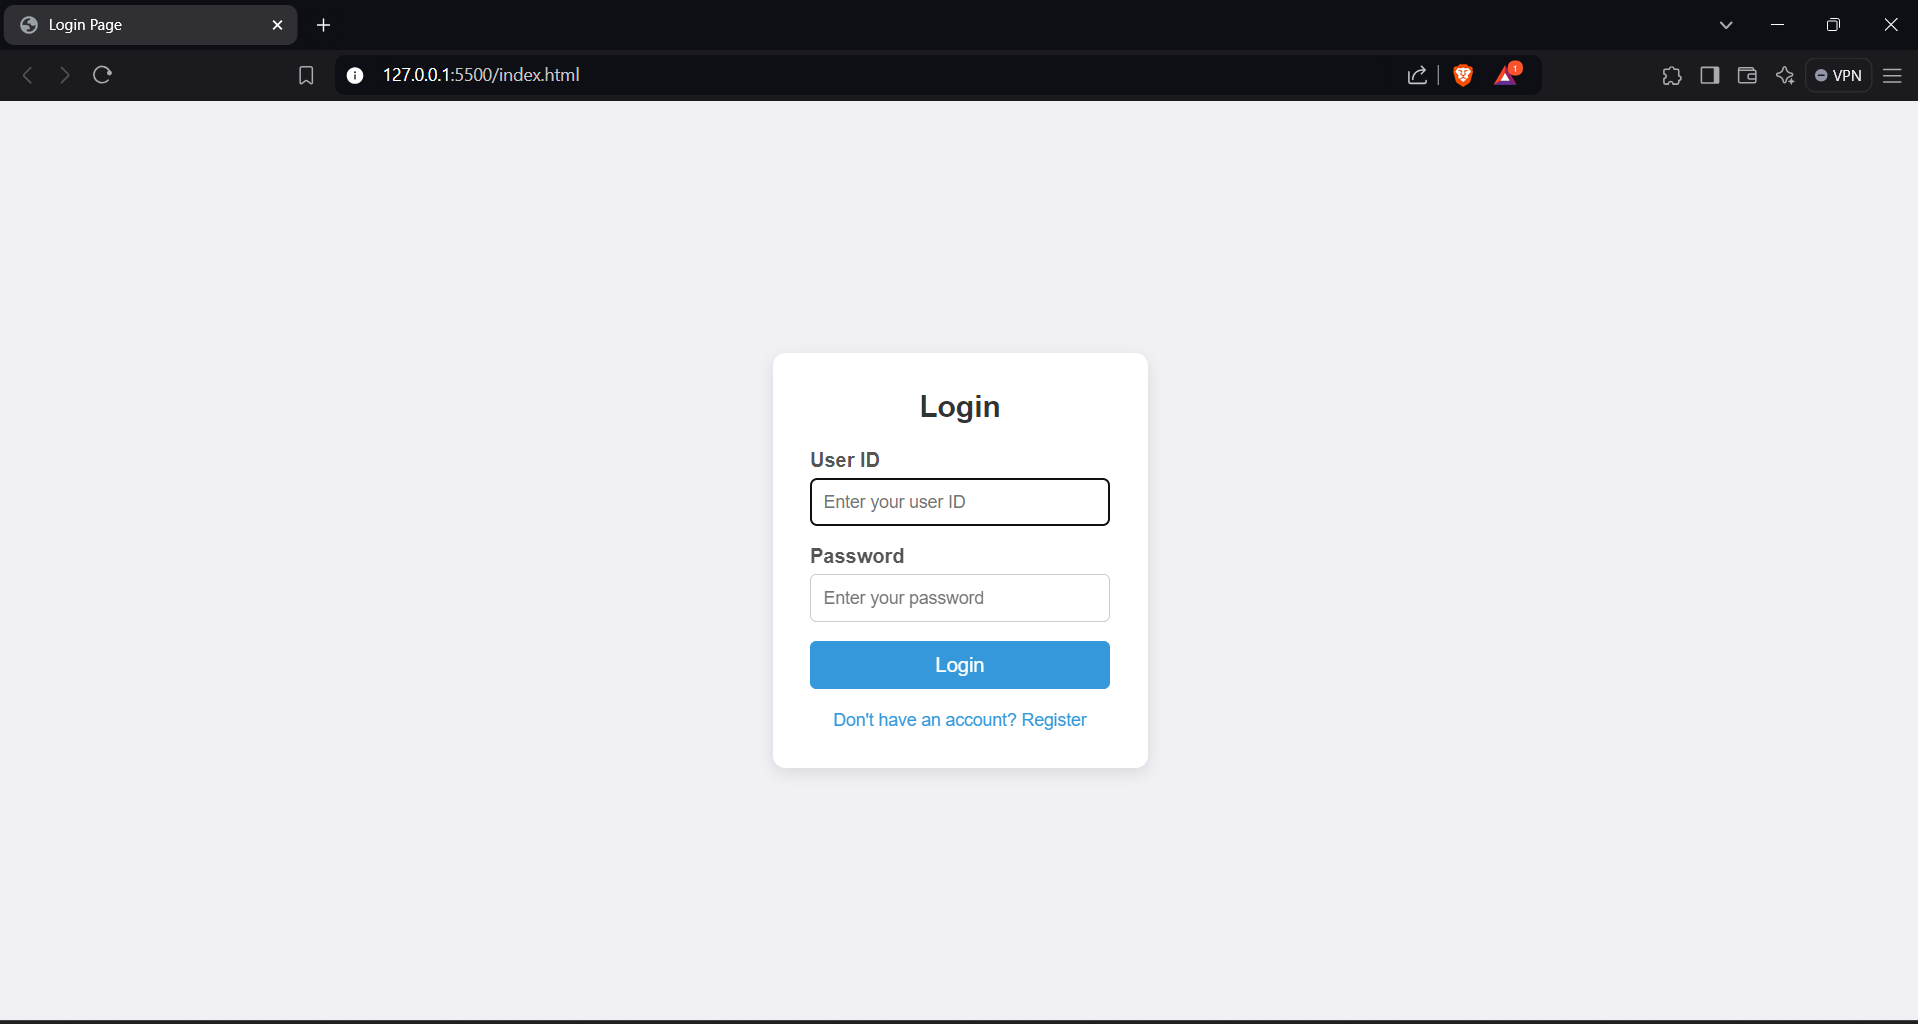 Login Page
127.0.0.1:5500/index.html
1
VPN
Login
User ID
Enter your user ID
Password
Enter your password
Login
Don't have an account? Register